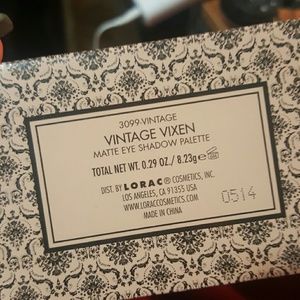 3099-VINTAGE
VINTAGE VIXEN
MATTE EYE SHADOW PALETTE
TOTAL NET WT. 0.29 OZ./ 8.23g e
DIST. BY LORAC® COSMETICS, INC.
LOS ANGELES, CA 91355 USA
WWW.LORACCOSMETICS.COM
MADE IN CHINA
0514